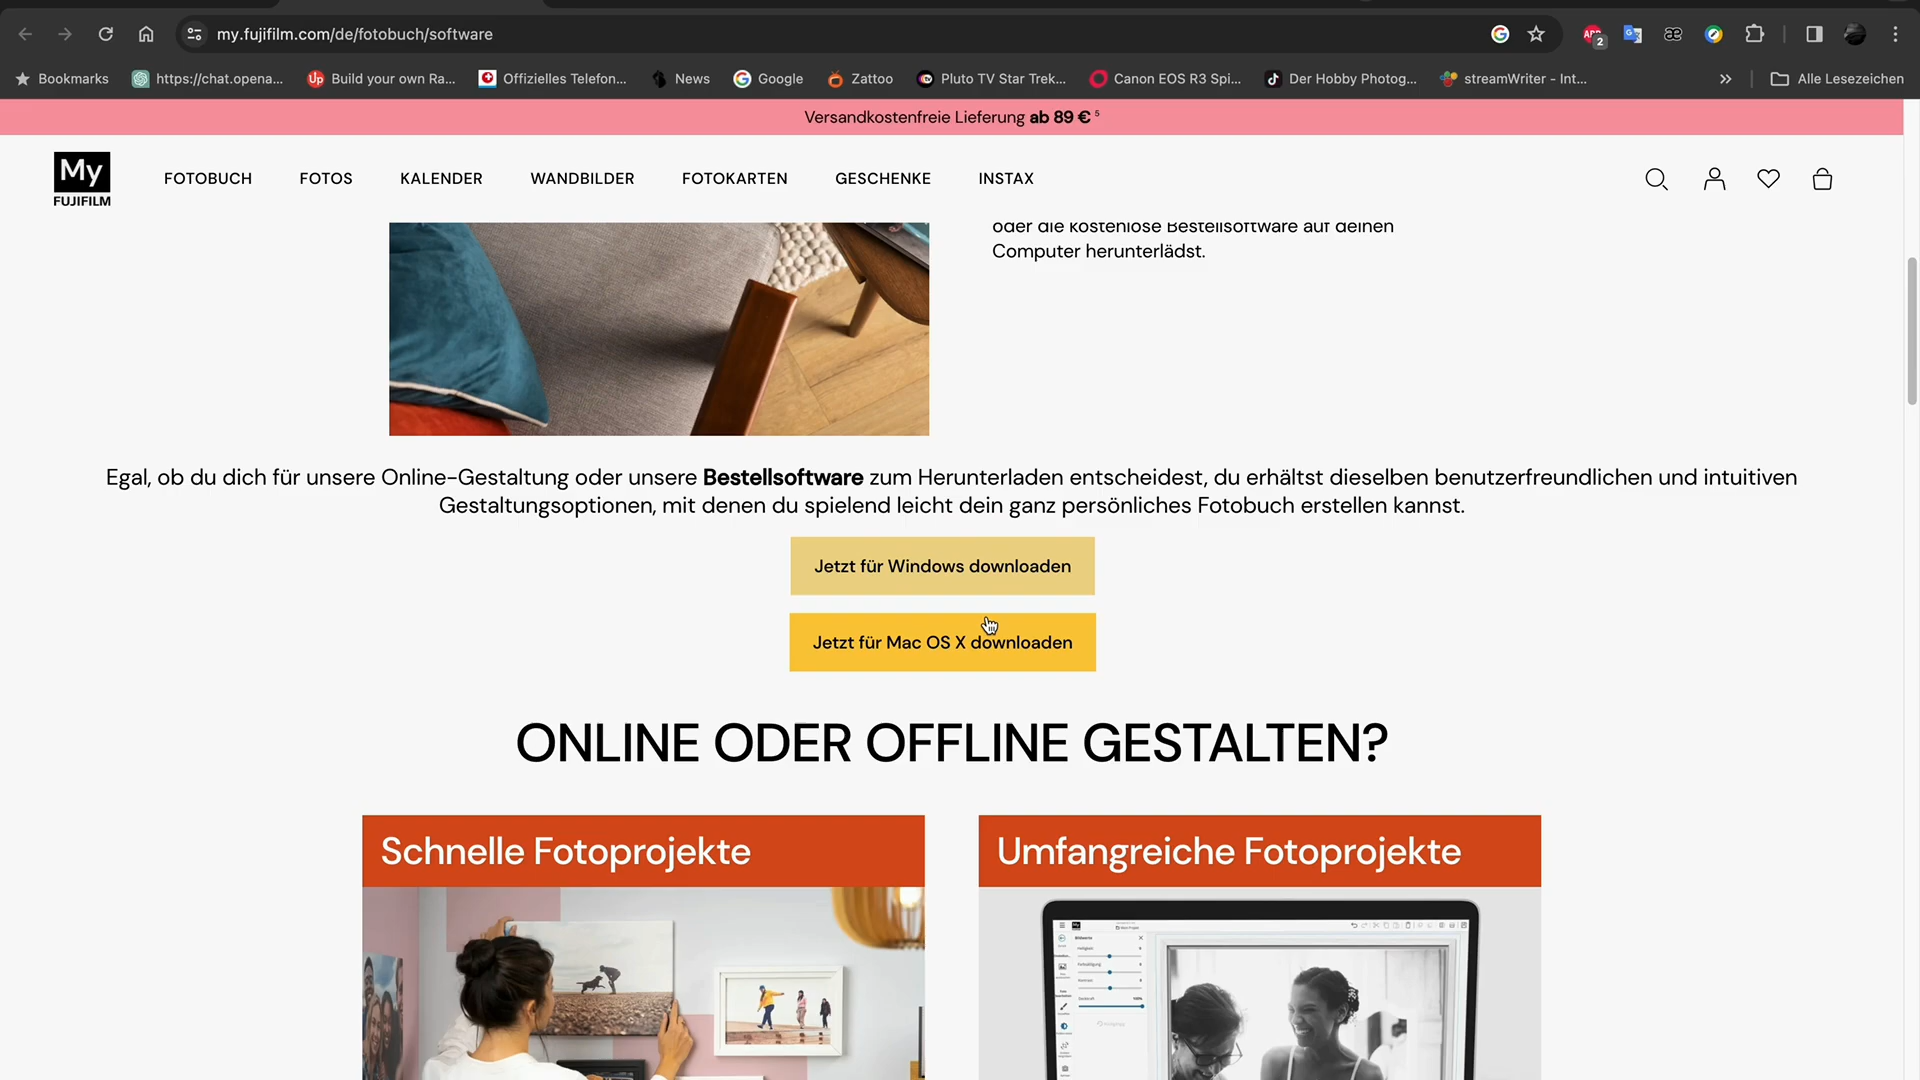 my.fujifilm.com/de/fotobuch/software
2
Bookmarks https://chat.opena... Build your own Ra... Offizielles Telefon... News Google Zattoo Pluto TV Star Trek... Canon EOS R3 Spi... Der Hobby Photog... streamWriter - Int... » Alle Lesezeichen
Versandkostenfreie Lieferung ab 89 € 5
My
FUJIFILM
FOTOBUCH FOTOS KALENDER WANDBILDER FOTOKARTEN GESCHENKE INSTAX
oder die kostenlose Bestellsoftware auf deinen
Computer herunterlädst.
Egal, ob du dich für unsere Online-Gestaltung oder unsere Bestellsoftware zum Herunterladen entscheidest, du erhältst dieselben benutzerfreundlichen und intuitiven
Gestaltungsoptionen, mit denen du spielend leicht dein ganz persönliches Fotobuch erstellen kannst.
Jetzt für Windows downloaden
Jetzt für Mac OS X downloaden
ONLINE ODER OFFLINE GESTALTEN?
Schnelle Fotoprojekte
Umfangreiche Fotoprojekte